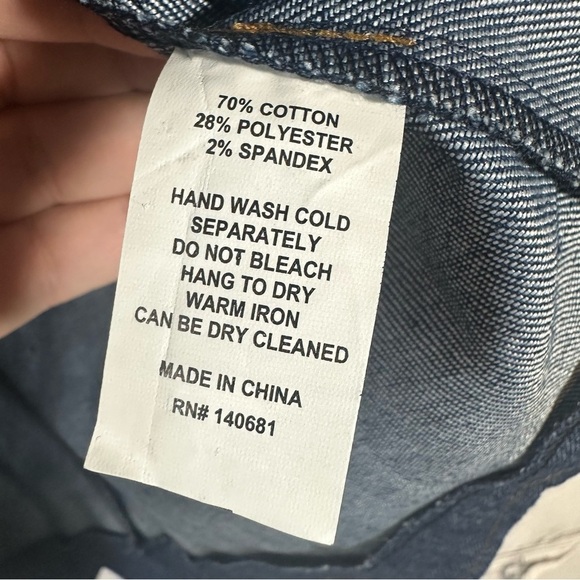 70% COTTON
28% POLYESTER
2% SPANDEX
HAND WASH COLD
SEPARATELY
DO NOT BLEACH
HANG TO DRY
WARM IRON
CAN BE DRY CLEANED
MADE IN CHINA
RN# 140681